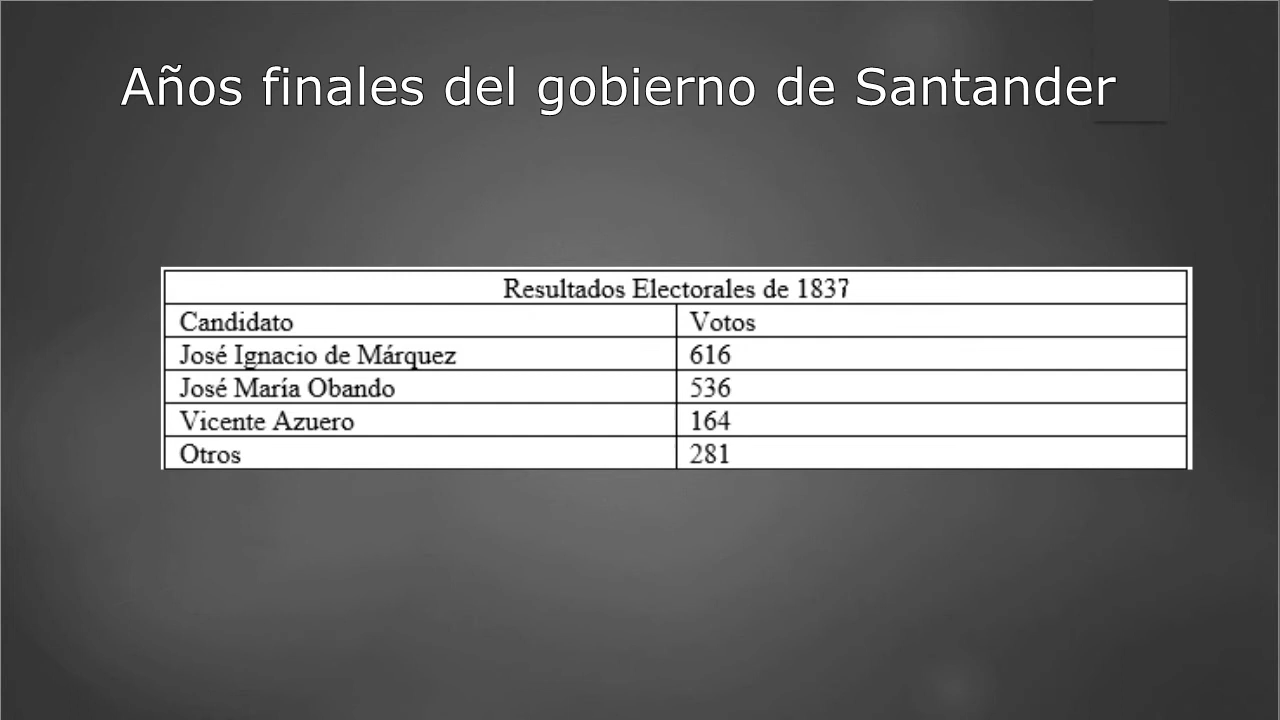 Años finales del gobierno de Santander
Resultados Electorales de 1837
Candidato Votos
José Ignacio de Márquez 616
José María Obando 536
Vicente Azuero 164
Otros 281